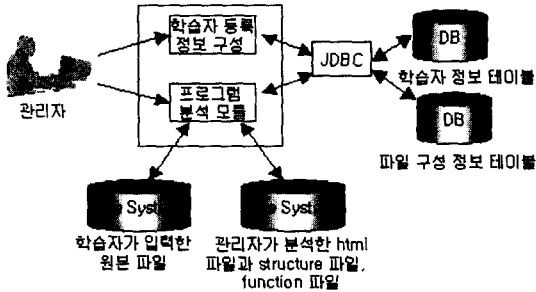 학습자 등록
정보 구성
프로그램
분석 모듈
관리자
JDBC
DB
학습자 정보 테이블
DB
파일 구성 정보 테이블
Syst
학습자가 입력한
원본 파일
Syst
관리자가 분석한 html
파일과 structure 파일,
function 파일